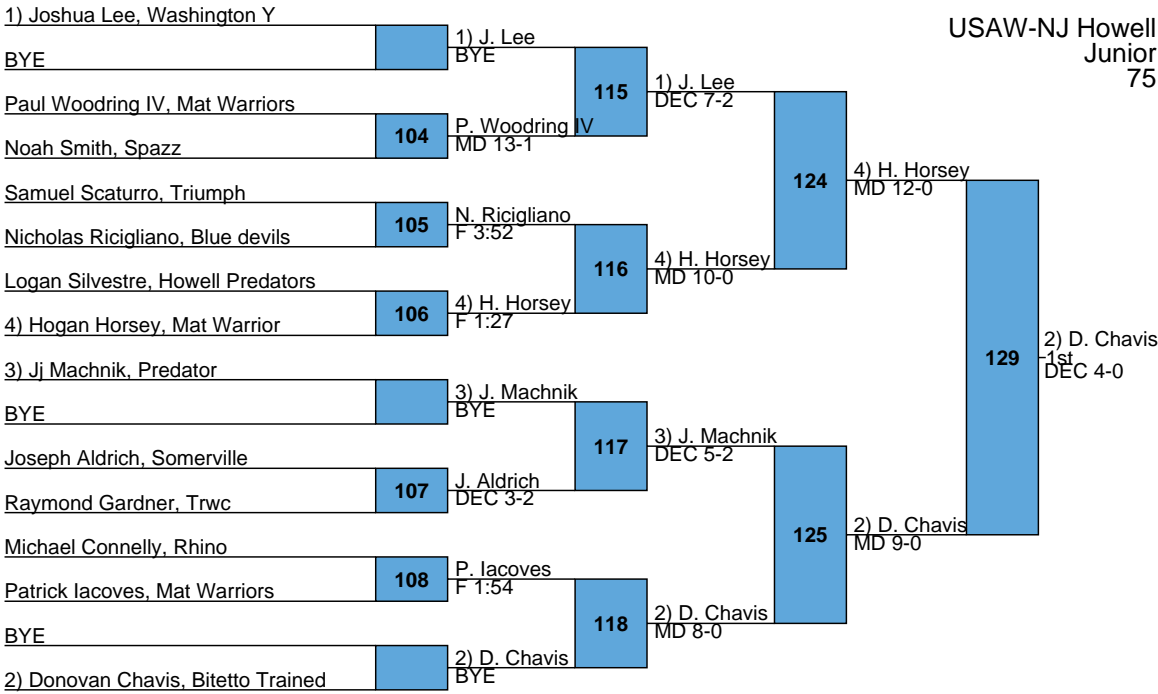 USAW-NJ Howell
Junior
75
1) Joshua Lee, Washington Y
BYE
Paul Woodring IV, Mat Warriors
Noah Smith, Spazz
Samuel Scaturro, Triumph
Nicholas Ricigliano, Blue devils
Logan Silvestre, Howell Predators
4) Hogan Horsey, Mat Warrior
3) Jj Machnik, Predator
BYE
Joseph Aldrich, Somerville
Raymond Gardner, Trwc
Michael Connelly, Rhino
Patrick Iacoves, Mat Warriors
BYE
2) Donovan Chavis, Bitetto Trained
104
105
106
107
108
1) J. Lee
BYE
P. Woodring IV
MD 13-1
N. Ricigliano
F 3:52
4) H. Horsey
F 1:27
3) J. Machnik
BYE
J. Aldrich
DEC 3-2
P. Iacoves
F 1:54
2) D. Chavis
BYE
115
116
117
118
1) J. Lee
DEC 7-2
4) H. Horsey
MD 10-0
3) J. Machnik
DEC 5-2
2) D. Chavis
MD 8-0
124
125
4) H. Horsey
MD 12-0
2) D. Chavis
MD 9-0
129
2) D. Chavis
1st
DEC 4-0